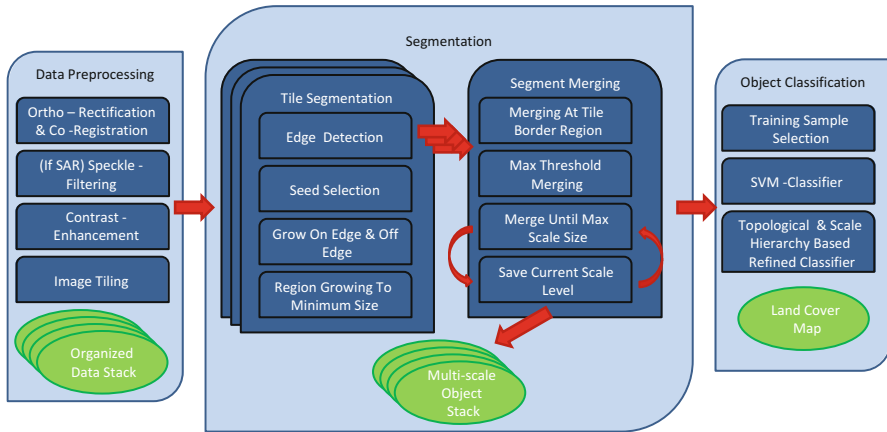 Data Preprocessing
Ortho – Rectification
& Co -Registration
(If SAR) Speckle -
Filtering
Contrast -
Enhancement
Image Tiling
Organized
Data Stack
Segmentation
Tile Segmentation
Edge Detection
Seed Selection
Grow On Edge & Off
Edge
Region Growing To
Minimum Size
Segment Merging
Merging At Tile
Border Region
Max Threshold
Merging
Merge Until Max
Scale Size
Save Current Scale
Level
Multi-scale
Object
Stack
Object Classification
Training Sample
Selection
SVM -Classifier
Topological & Scale
Hierarchy Based
Refined Classifier
Land Cover
Map